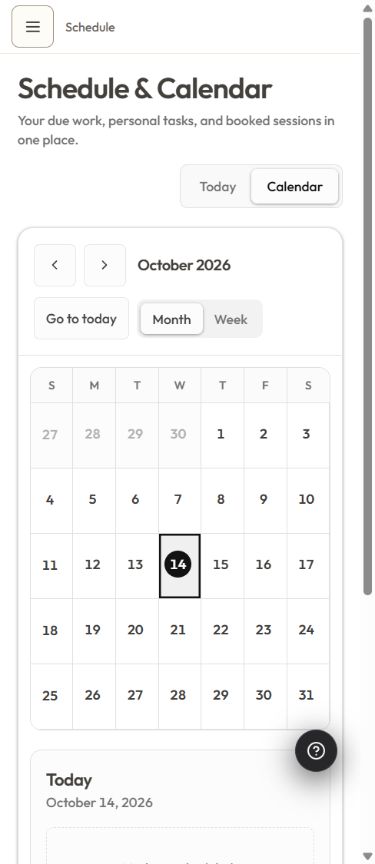 Schedule
Schedule & Calendar
Your due work, personal tasks, and booked sessions in
one place.
Today Calendar
October 2026
Go to today Month Week
S M T W T F S
27 28 29 30 1 2 3
4 5 6 7 8 9 10
11 12 13 14 15 16 17
18 19 20 21 22 23 24
25 26 27 28 29 30 31
Today
October 14, 2026